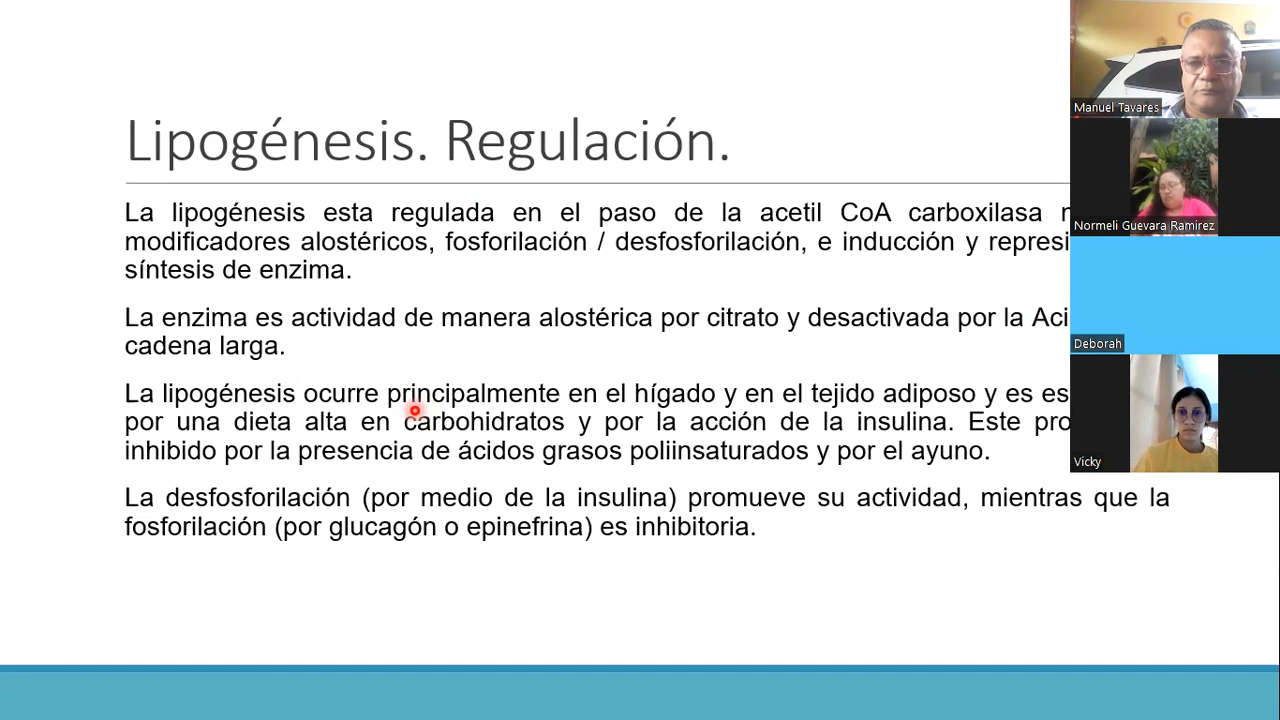 Lipogénesis. Regulación.
La lipogénesis esta regulada en el paso de la acetil CoA carboxilasa
modificadores alostéricos, fosforilación / desfosforilación, e inducción y
síntesis de enzima.
La enzima es actividad de manera alostérica por citrato y desactivada por la
cadena larga.
La lipogénesis ocurre principalmente en el hígado y en el tejido adiposo y es
por una dieta alta en carbohidratos y por la acción de la insulina. Este
inhibido por la presencia de ácidos grasos poliinsaturados y por el ayuno.
La desfosforilación (por medio de la insulina) promueve su actividad, mientras que la
fosforilación (por glucagón o epinefrina) es inhibitoria.
Manuel Tavares
Normeli Guevara Ramirez
Deborah
Vicky